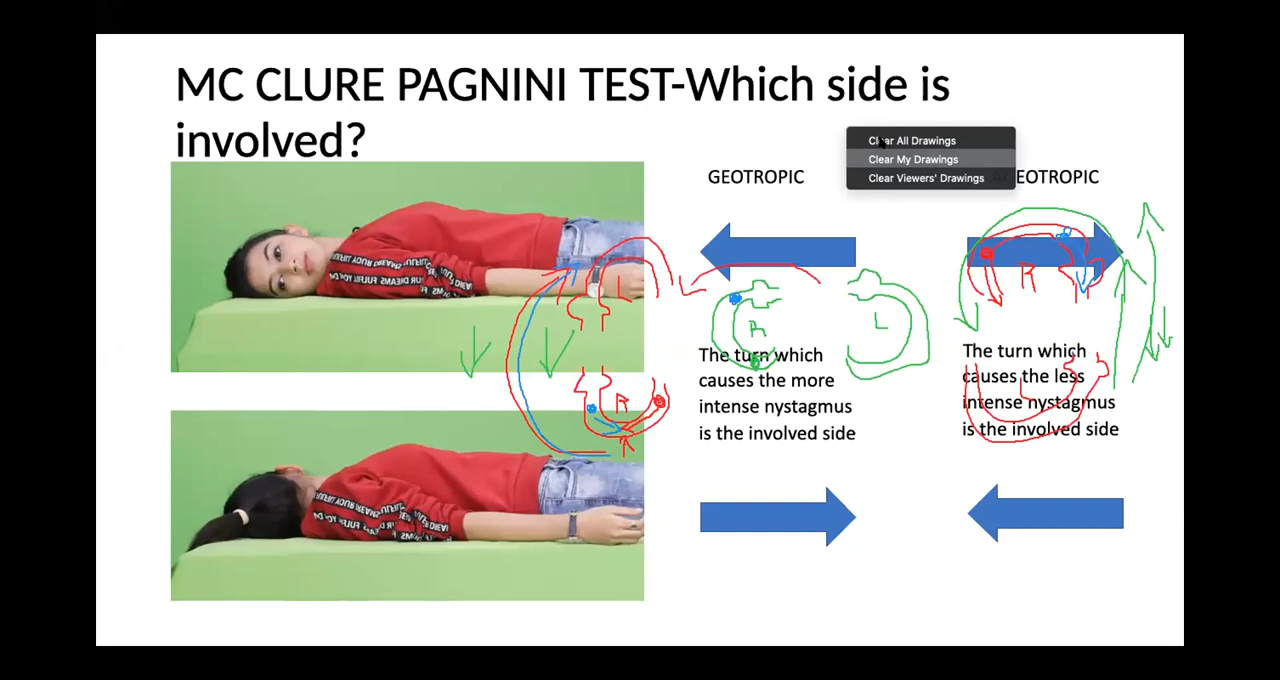 MC CLURE PAGNINI TEST-Which side is
involved?
Clear All Drawings
Clear My Drawings
Clear Viewers' Drawings
GEOTROPIC
EOTROPIC
L
L
R
L
R
R
L
The turn which
causes the more
intense nystagmus
is the involved side
The turn which
causes the less
intense nystagmus
is the involved side